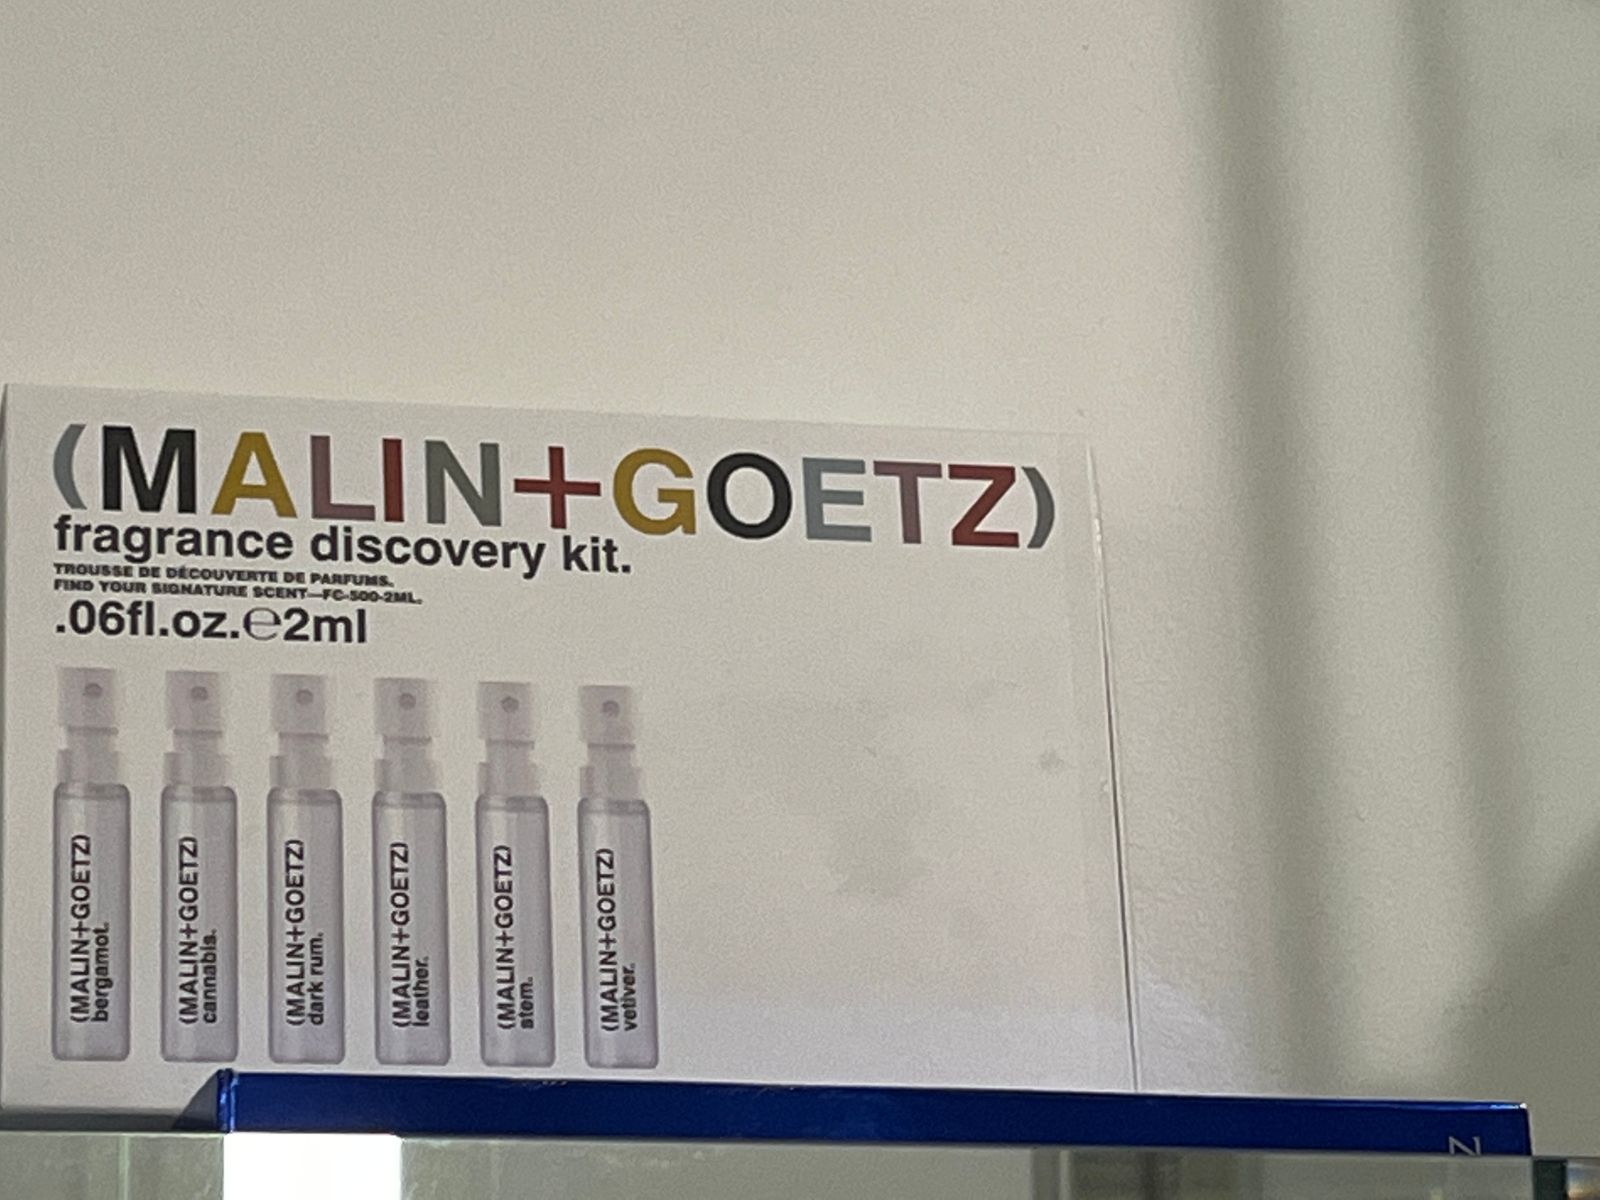 (MALIN+GOETZ)
fragrance discovery kit.
TROUSSE DE DÉCOUVERTE DE PARFUMS.
FIND YOUR SIGNATURE SCENT—FC-500-2ML.
.06fl.oz.℮2ml
(MALIN+GOETZ)
bergamot.
(MALIN+GOETZ)
cannabis.
(MALIN+GOETZ)
dark rum.
(MALIN+GOETZ)
leather.
(MALIN+GOETZ)
stem.
(MALIN+GOETZ)
vetiver.
Z